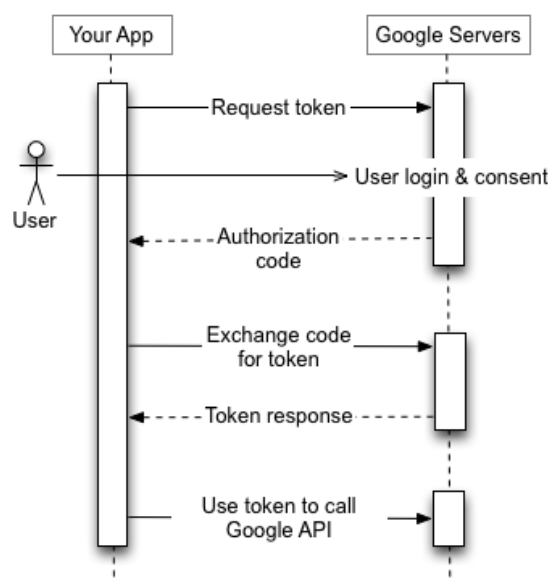 Your App
Google Servers
Request token
User login & consent
User
Authorization
code
Exchange code
for token
Token response
Use token to call
Google API